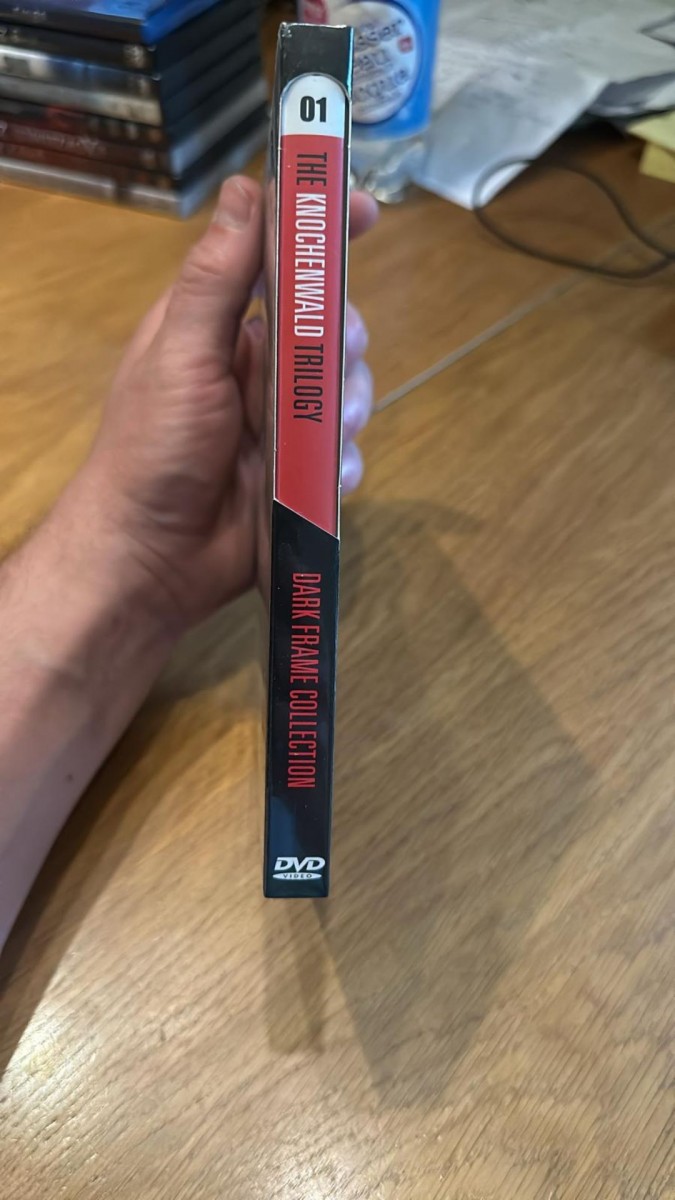 01
THE KNOCHENWALD TRILOGY
DARK FRAME COLLECTION
DVD
VIDEO